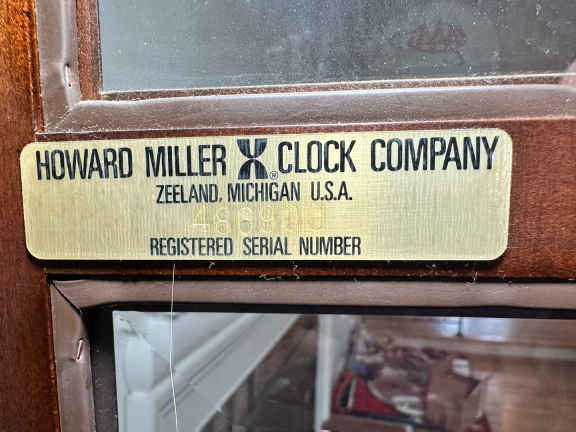 HOWARD MILLER ® CLOCK COMPANY
ZEELAND, MICHIGAN U.S.A.
REGISTERED SERIAL NUMBER